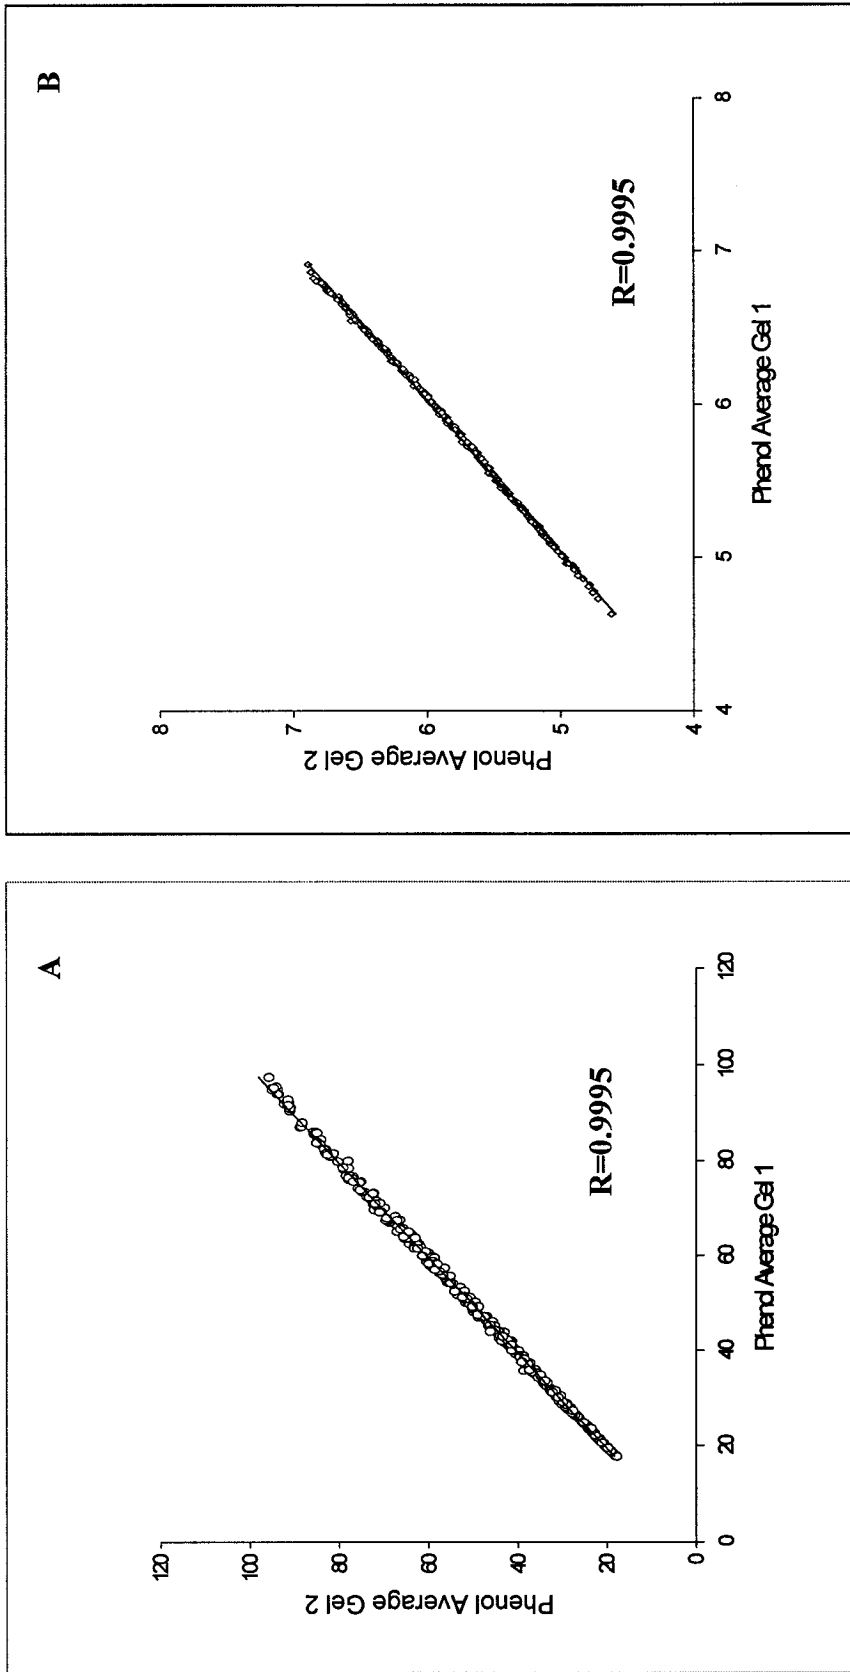 A
120
100
80
60
40
20
0
Phenol Average Gel 2
R=0.9995
0 20 40 60 80 100 120
Phenol Average Gel 1
B
8
7
6
5
4
Phenol Average Gel 2
R=0.9995
4 5 6 7 8
Phenol Average Gel 1